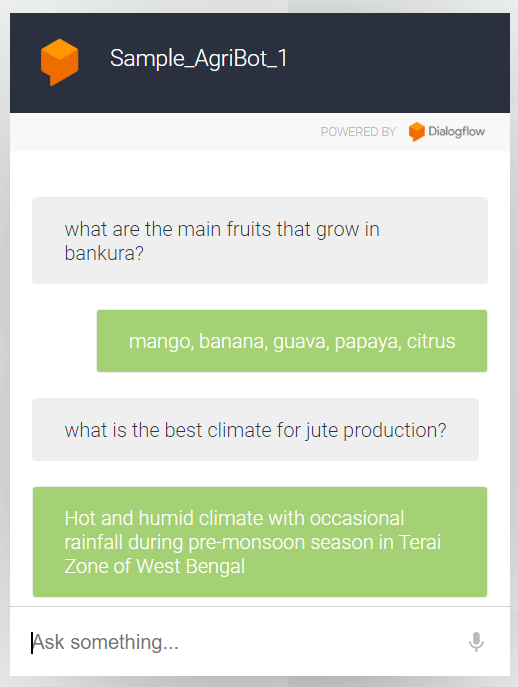 Sample_AgriBot_1
POWERED BY Dialogflow
what are the main fruits that grow in
bankura?
mango, banana, guava, papaya, citrus
what is the best climate for jute production?
Hot and humid climate with occasional
rainfall during pre-monsoon season in Terai
Zone of West Bengal
Ask something...